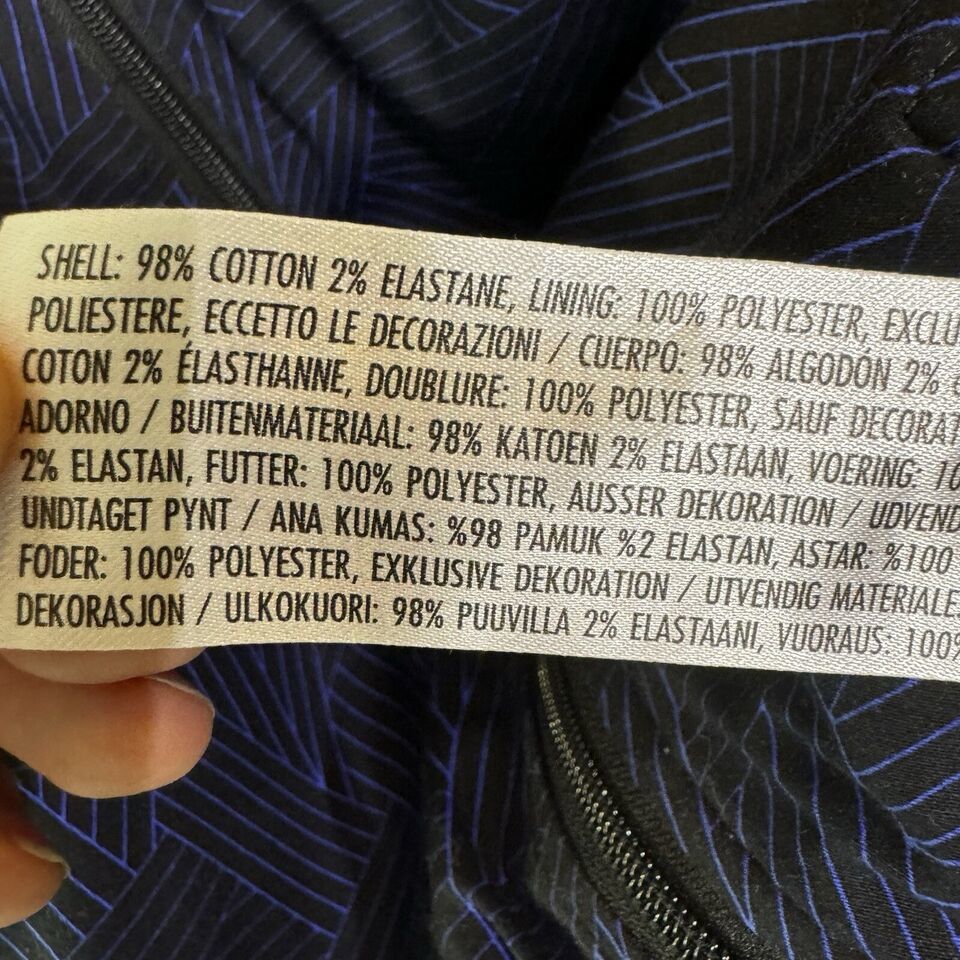 SHELL: 98% COTTON 2% ELASTANE, LINING: 100% POLYESTER, EXCLU
POLIESTERE, ECCETTO LE DECORAZIONI / CUERPO: 98% ALGODÓN 2%
COTON 2% ÉLASTHANNE, DOUBLURE: 100% POLYESTER, SAUF DECORAT
ADORNO / BUITENMATERIAAL: 98% KATOEN 2% ELASTAAN, VOERING: 10
2% ELASTAN, FUTTER: 100% POLYESTER, AUSSER DEKORATION / UDVEND
UNDTAGET PYNT / ANA KUMAS: %98 PAMUK %2 ELASTAN, ASTAR: %100
FODER: 100% POLYESTER, EXKLUSIVE DEKORATION / UTVENDIG MATERIALE
DEKORASJON / ULKOKUORI: 98% PUUVILLA 2% ELASTAANI, VUORAUS: 100%